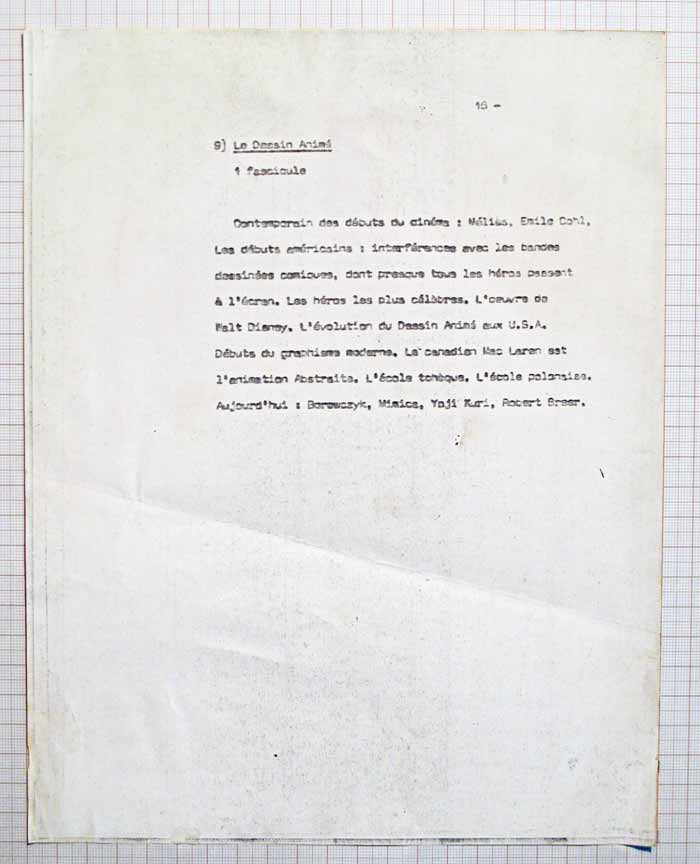 16 -
9) Le Dessin Animé
1 fascicule
Contemporain des débuts du cinéma : Méliès, Emile Cohl,
Les débuts américains : interférences avec les bandes
dessinées comiques, dont presque tous les héros passent
à l'écran. Les héros les plus célèbres. L'oeuvre de
Walt Disney. L'évolution du Dessin Animé aux U.S.A.
Débuts du graphisme moderne. Le canadien Mac Laren est
l'animation Abstraite. L'école tchèque. L'école polonaise.
Aujourd'hui : Borowczyk, Mimica, Yoji Kuri, Robert Breer.